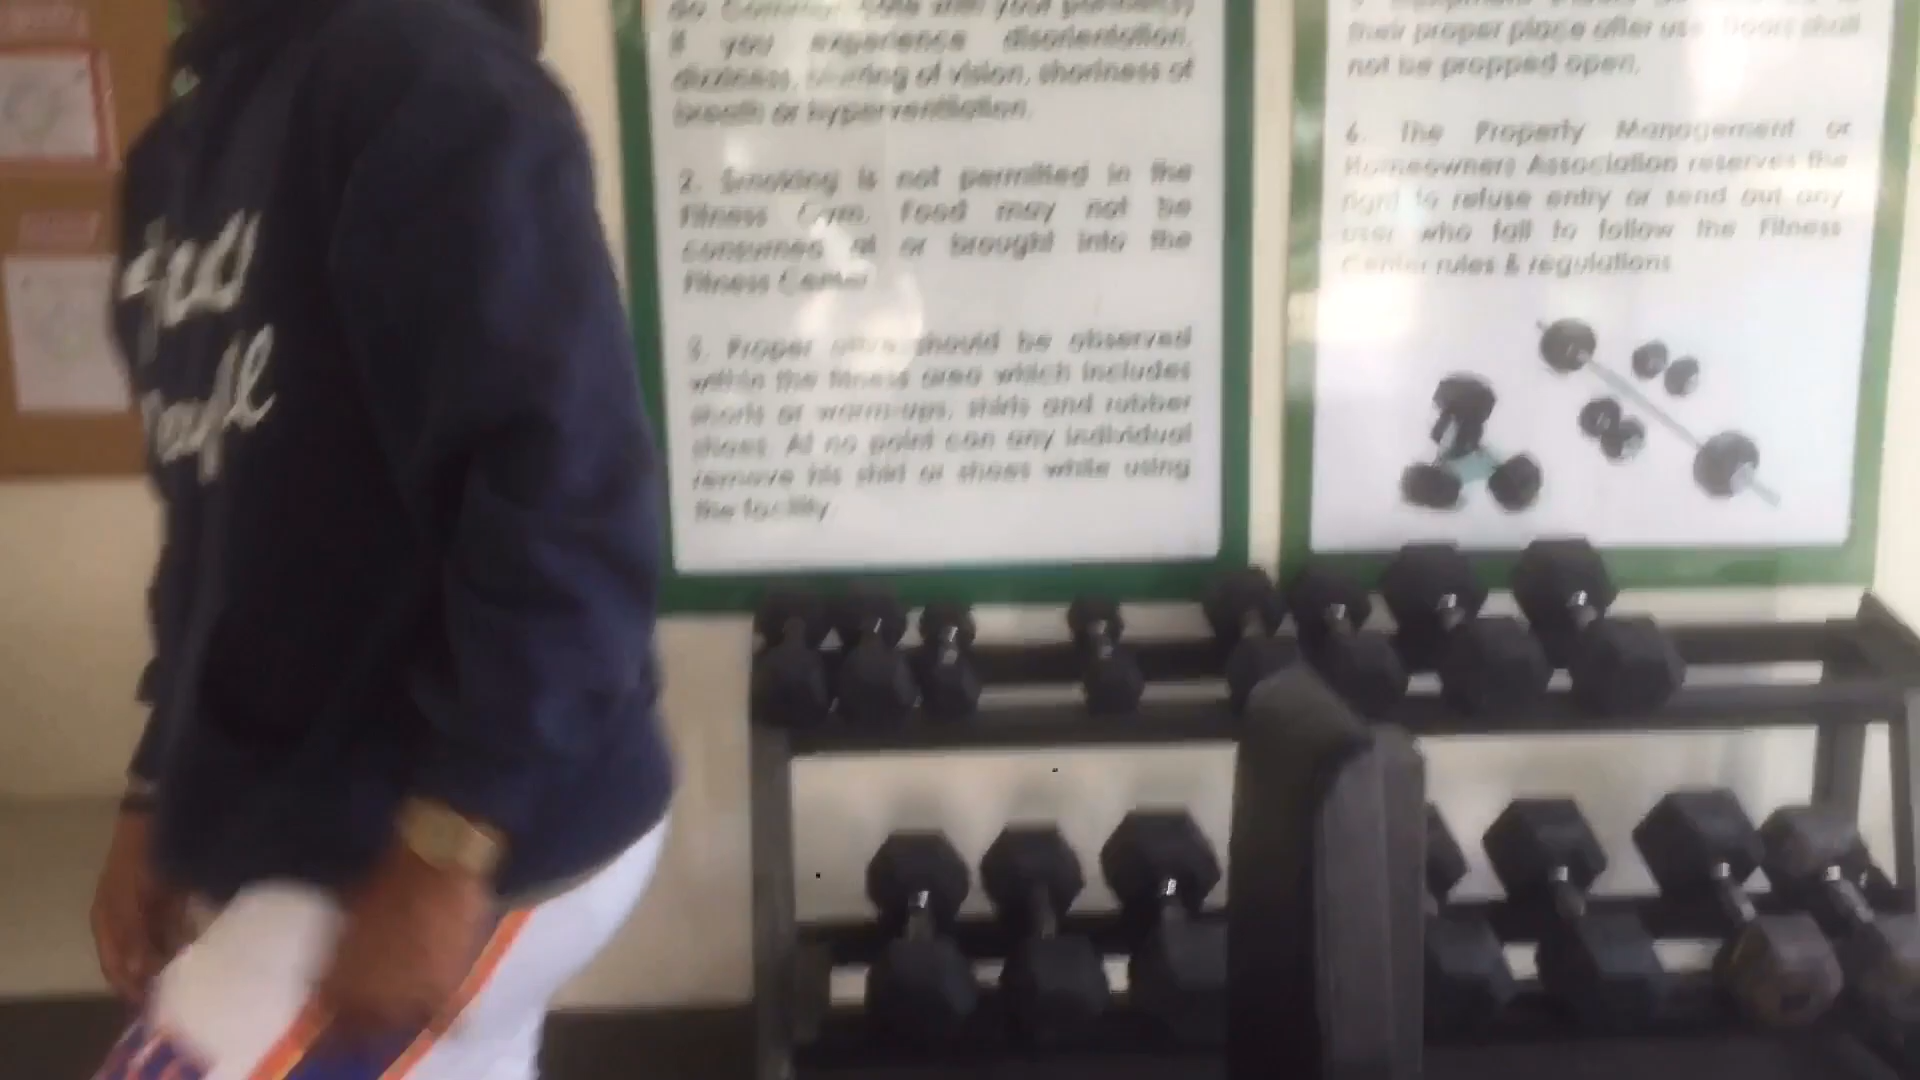 if you experience disorientation,
dizziness, blurring of vision, shortness of
breath or hyperventilation.
2. Smoking is not permitted in the
Fitness Gym. Food may not be
consumed at or brought into the
Fitness Center.
3. Proper attire should be observed
within the fitness area which includes
shorts or warm-ups, shirts and rubber
shoes. At no point can any individual
remove his shirt or shoes while using
the facility.
their proper place after use. Doors shall
not be propped open.
6. The Property Management or
Homeowners Association reserves the
right to refuse entry or send out any
user who fail to follow the Fitness
Center rules & regulations